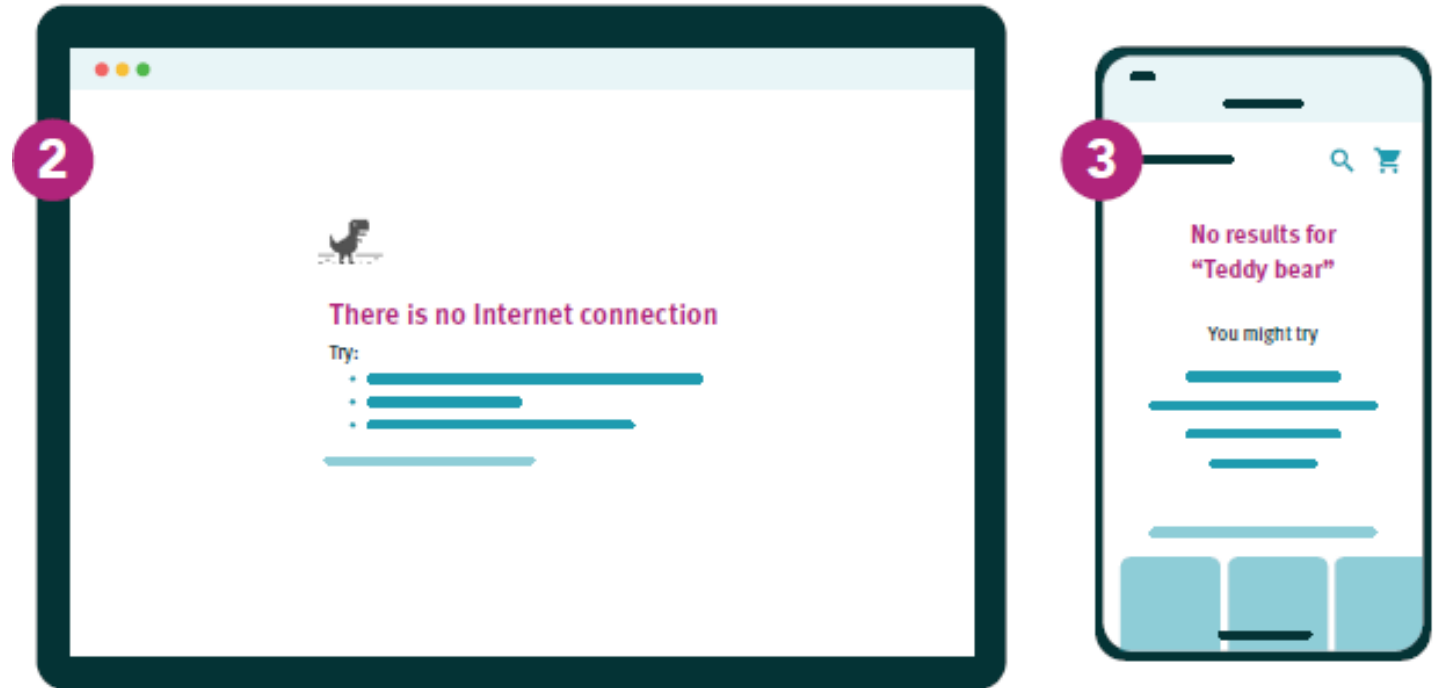 2
There is no Internet connection
Try:
3
No results for
“Teddy bear”
You might try